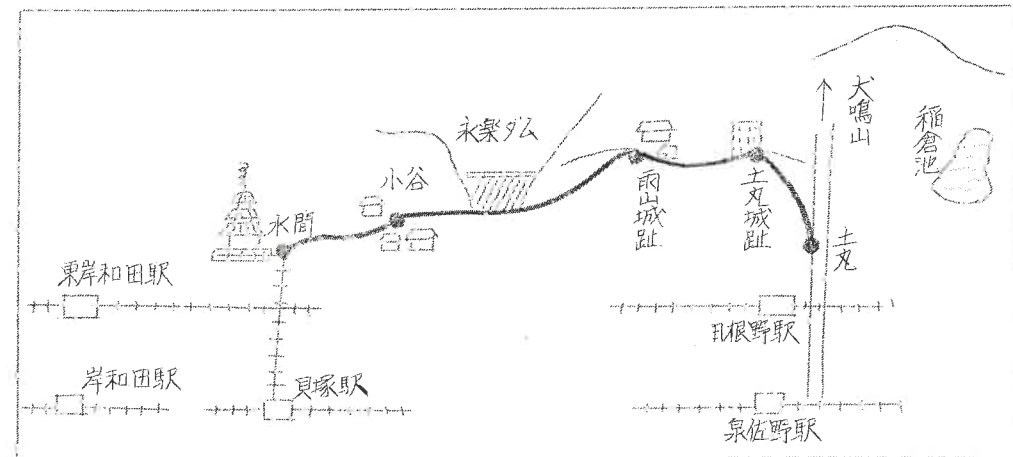 犬鳴山
稲倉池
永楽ダム
小谷
雨山城趾
土丸城趾
水間
土丸
東岸和田駅
日根野駅
岸和田駅
貝塚駅
泉佐野駅